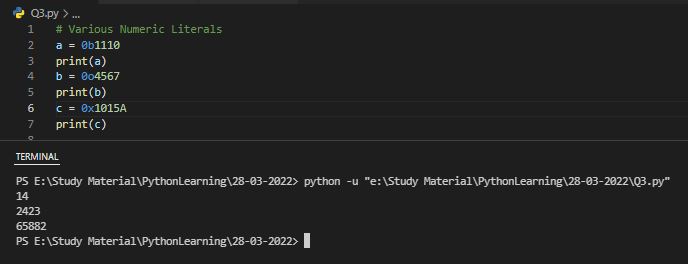 Q3.py > ...
1 # Various Numeric Literals
2 a = 0b1110
3 print(a)
4 b = 0o4567
5 print(b)
6 c = 0x1015A
7 print(c)
TERMINAL
PS E:\Study Material\PythonLearning\28-03-2022> python -u "e:\Study Material\PythonLearning\28-03-2022\Q3.py"
14
2423
65882
PS E:\Study Material\PythonLearning\28-03-2022>